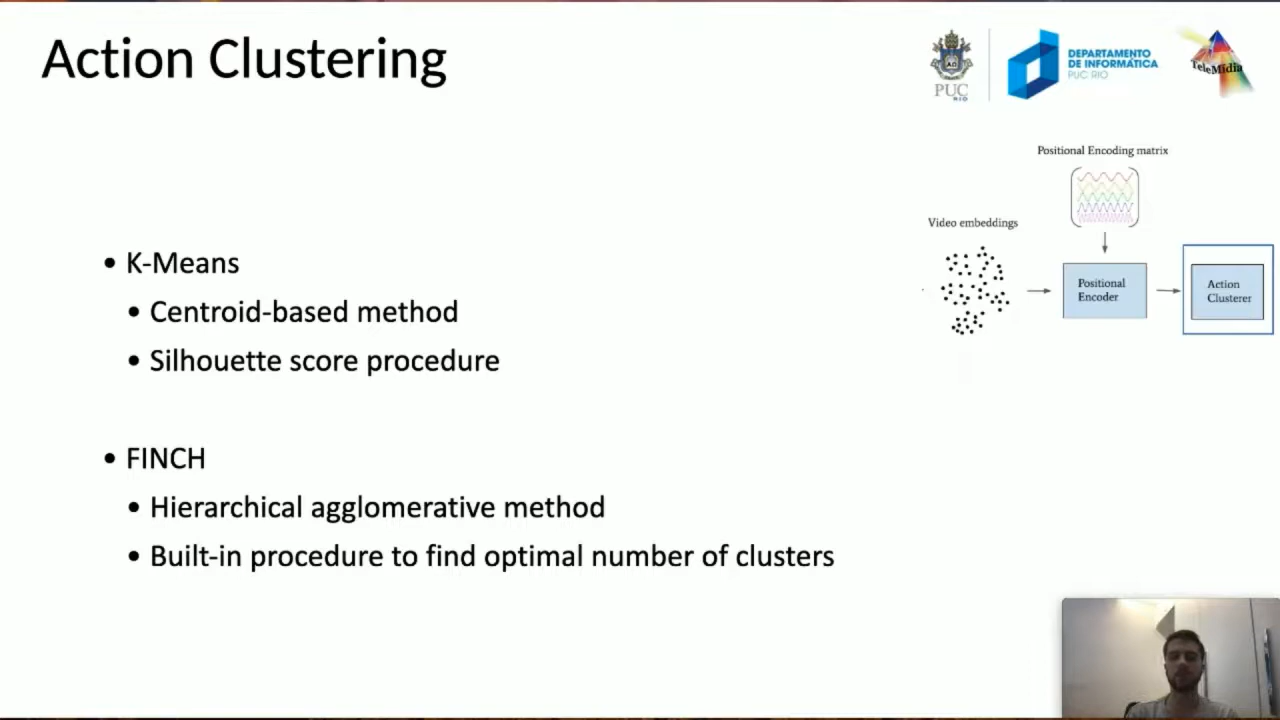 Action Clustering
PUC
RIO
DEPARTAMENTO
DE INFORMÁTICA
PUC RIO
TeleMídia
Positional Encoding matrix
Video embeddings
Positional
Encoder
Action
Clusterer
• K-Means
• Centroid-based method
• Silhouette score procedure
• FINCH
• Hierarchical agglomerative method
• Built-in procedure to find optimal number of clusters